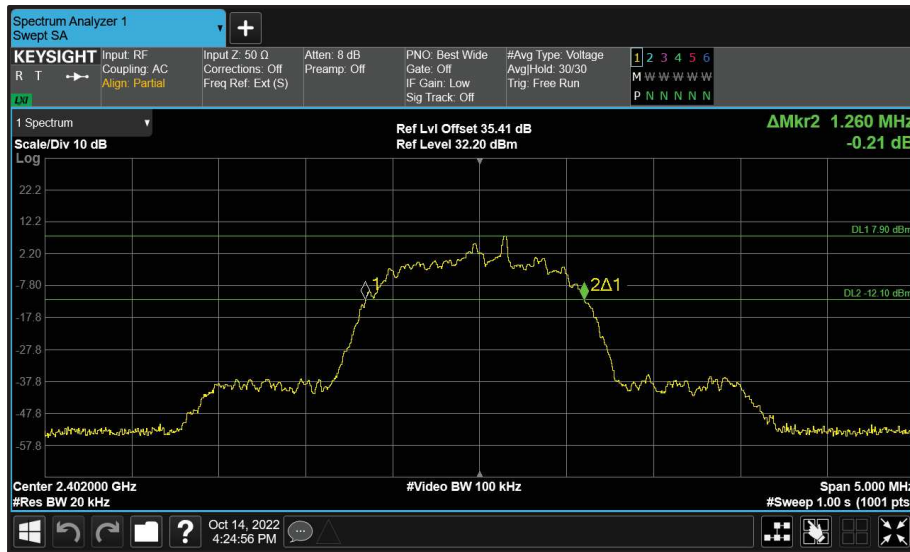 Spectrum Analyzer 1
Swept SA
+
KEYSIGHT
R T
LXI
Input: RF
Coupling: AC
Align: Partial
Input Z: 50 Ω
Corrections: Off
Freq Ref: Ext (S)
Atten: 8 dB
Preamp: Off
PNO: Best Wide
Gate: Off
IF Gain: Low
Sig Track: Off
#Avg Type: Voltage
Avg|Hold: 30/30
Trig: Free Run
1 2 3 4 5 6
M W W W W W
P N N N N N
1 Spectrum
Scale/Div 10 dB
Log
Ref Lvl Offset 35.41 dB
Ref Level 32.20 dBm
ΔMkr2 1.260 MHz
-0.21 dB
22.2
12.2
DL1 7.90 dBm
2.20
-7.80
1
2Δ1
DL2 -12.10 dBm
-17.8
-27.8
-37.8
-47.8
-57.8
Center 2.402000 GHz
#Video BW 100 kHz
Span 5.000 MHz
#Res BW 20 kHz
#Sweep 1.00 s (1001 pts
?
Oct 14, 2022
4:24:56 PM